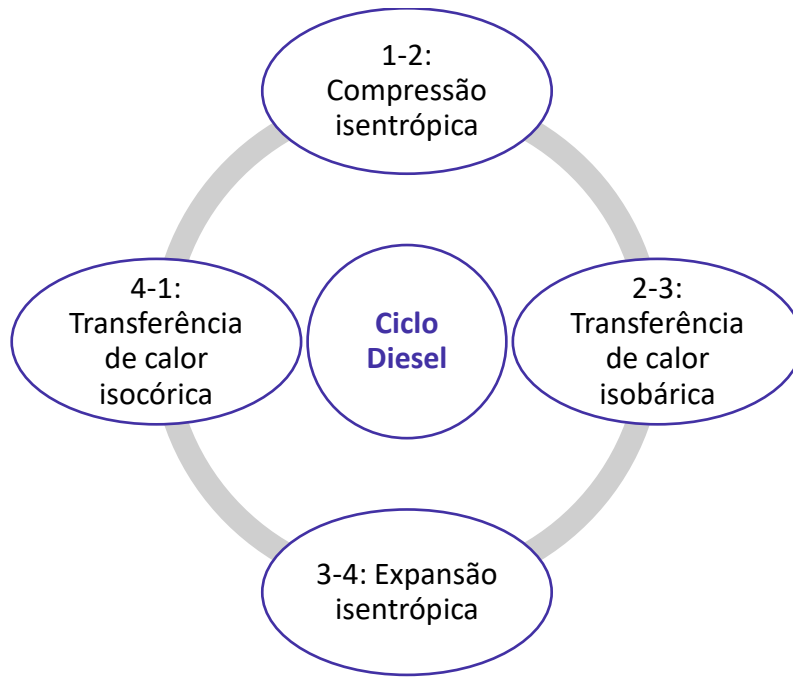 1-2:
Compressão
isentrópica
4-1:
Transferência
de calor
isocórica
Ciclo
Diesel
2-3:
Transferência
de calor
isobárica
3-4: Expansão
isentrópica